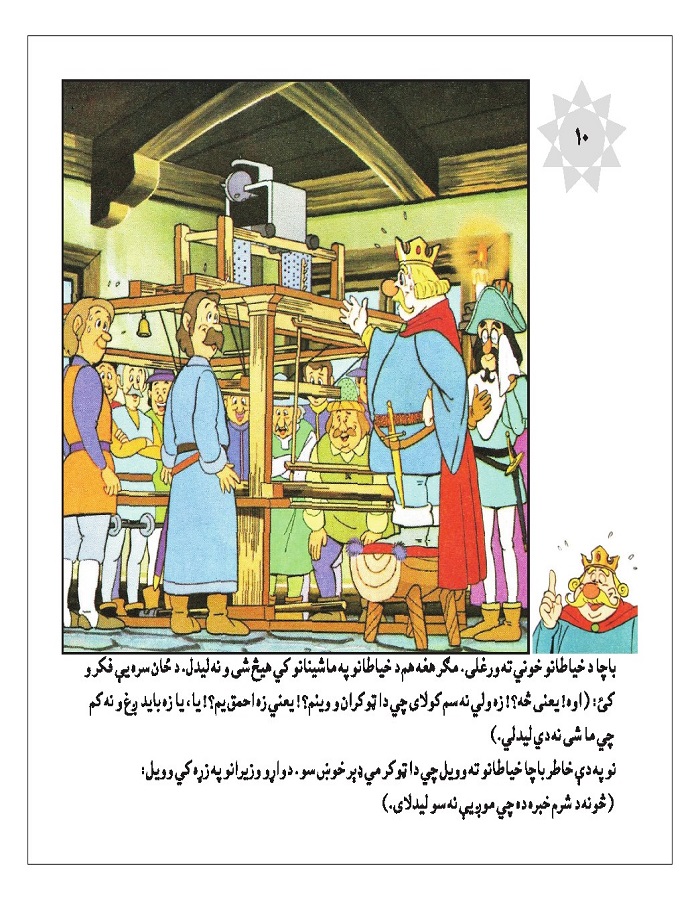 ۱۰
باچا د خیاطانو خونې ته ورغلی. مګر هغه هم د خیاطانو په ماشینانو کې هیڅ شی و نه لیدل. د ځان سره یې فکر و
کئ: (اوه! یعنی څه؟! زه ولې نه سم کولای چې دا ټوکران و وینم؟! یعنې زه احمق یم؟! یا، یا زه باید ږغ و نه کم
چې ما شی نه دي لیدلي.)
نو په دې خاطر باچا خیاطانو ته وویل چې دا ټوکر مې ډېر خوښ سو. دواړو وزیرانو په زړه کې وویل:
(څونه د شرم خبره ده چې موږ یې نه سو لیدلای.)